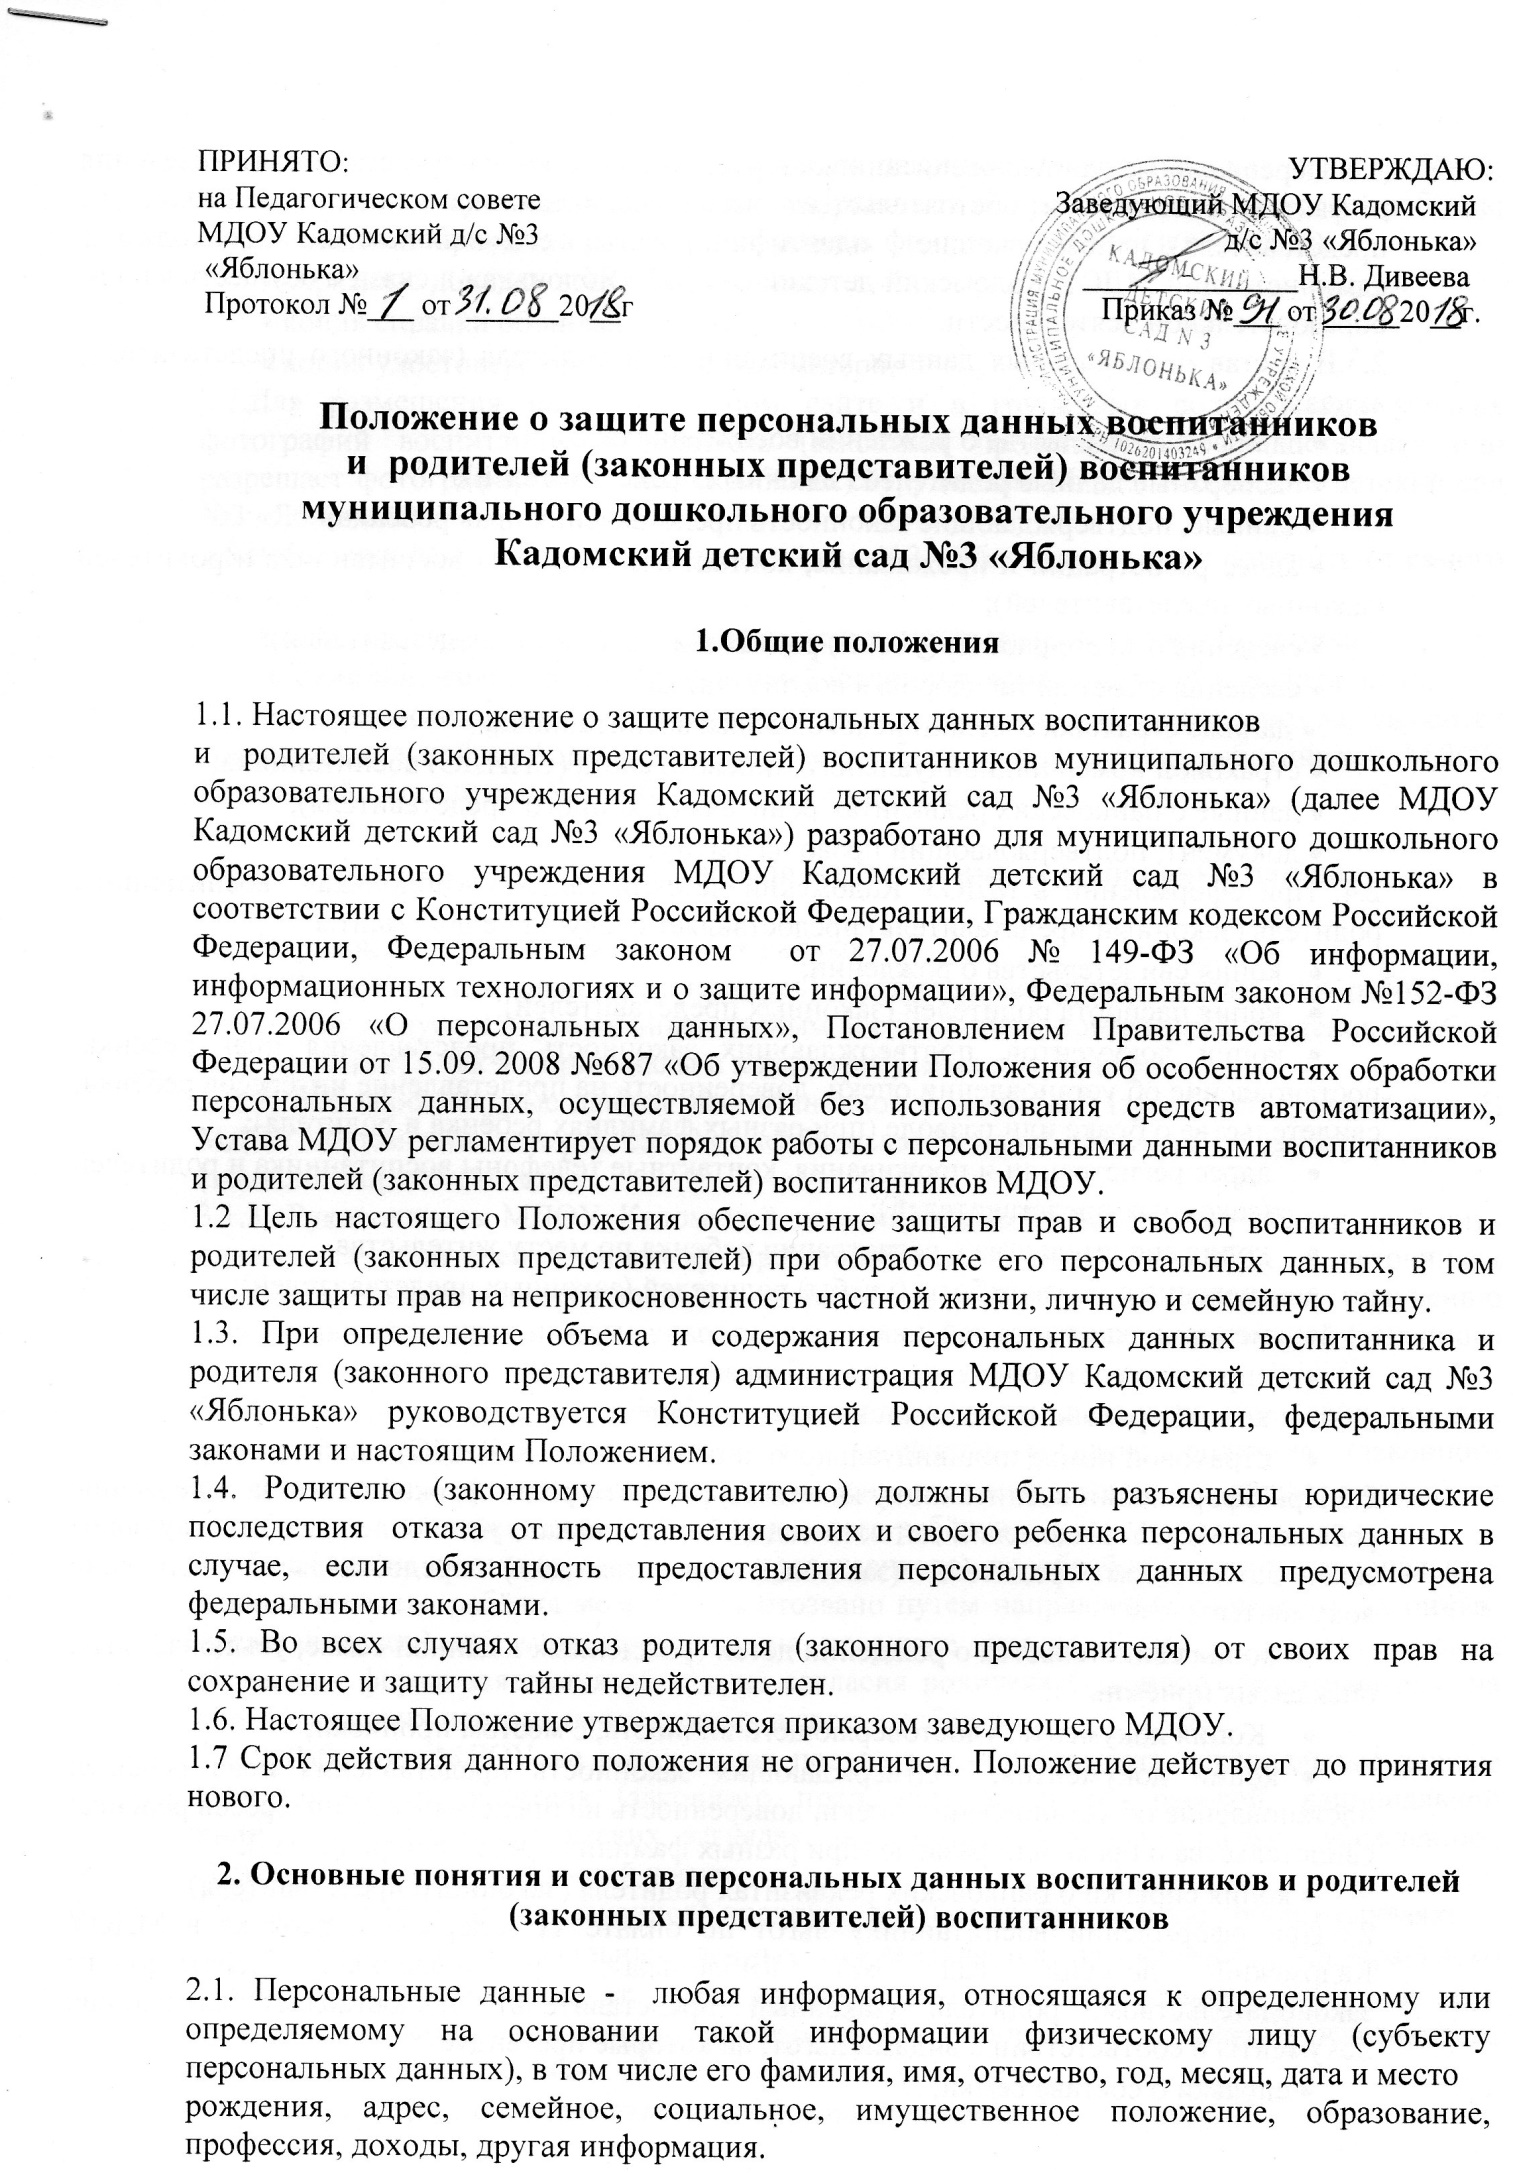 ПРИНЯТО:
на Педагогическом совете
МДОУ Кадомский д/с №3
«Яблонька»
Протокол № 1 от 31.08 2018г
УТВЕРЖДАЮ:
Заведующий МДОУ Кадомский
д/с №3 «Яблонька»
Н.В. Дивеева
Приказ № 91 от 30.08 2018г.
КАДОМСКИЙ
ДЕТСКИЙ
САД N 3
«ЯБЛОНЬКА»
Положение о защите персональных данных воспитанников
и родителей (законных представителей) воспитанников
муниципального дошкольного образовательного учреждения
Кадомский детский сад №3 «Яблонька»
1.Общие положения
1.1. Настоящее положение о защите персональных данных воспитанников
и родителей (законных представителей) воспитанников муниципального дошкольного
образовательного учреждения Кадомский детский сад №3 «Яблонька» (далее МДОУ
Кадомский детский сад №3 «Яблонька») разработано для муниципального дошкольного
образовательного учреждения МДОУ Кадомский детский сад №3 «Яблонька» в
соответствии с Конституцией Российской Федерации, Гражданским кодексом Российской
Федерации, Федеральным законом от 27.07.2006 № 149-ФЗ «Об информации,
информационных технологиях и о защите информации», Федеральным законом №152-ФЗ
27.07.2006 «О персональных данных», Постановлением Правительства Российской
Федерации от 15.09. 2008 №687 «Об утверждении Положения об особенностях обработки
персональных данных, осуществляемой без использования средств автоматизации»,
Устава МДОУ регламентирует порядок работы с персональными данными воспитанников
и родителей (законных представителей) воспитанников МДОУ.
1.2 Цель настоящего Положения обеспечение защиты прав и свобод воспитанников и
родителей (законных представителей) при обработке его персональных данных, в том
числе защиты прав на неприкосновенность частной жизни, личную и семейную тайну.
1.3. При определение объема и содержания персональных данных воспитанника и
родителя (законного представителя) администрация МДОУ Кадомский детский сад №3
«Яблонька» руководствуется Конституцией Российской Федерации, федеральными
законами и настоящим Положением.
1.4. Родителю (законному представителю) должны быть разъяснены юридические
последствия отказа от представления своих и своего ребенка персональных данных в
случае, если обязанность предоставления персональных данных предусмотрена
федеральными законами.
1.5. Во всех случаях отказ родителя (законного представителя) от своих прав на
сохранение и защиту тайны недействителен.
1.6. Настоящее Положение утверждается приказом заведующего МДОУ.
1.7 Срок действия данного положения не ограничен. Положение действует до принятия
нового.
2. Основные понятия и состав персональных данных воспитанников и родителей
(законных представителей) воспитанников
2.1. Персональные данные - любая информация, относящаяся к определенному или
определяемому на основании такой информации физическому лицу (субъекту
персональных данных), в том числе его фамилия, имя, отчество, год, месяц, дата и место
рождения, адрес, семейное, социальное, имущественное положение, образование,
профессия, доходы, другая информация.